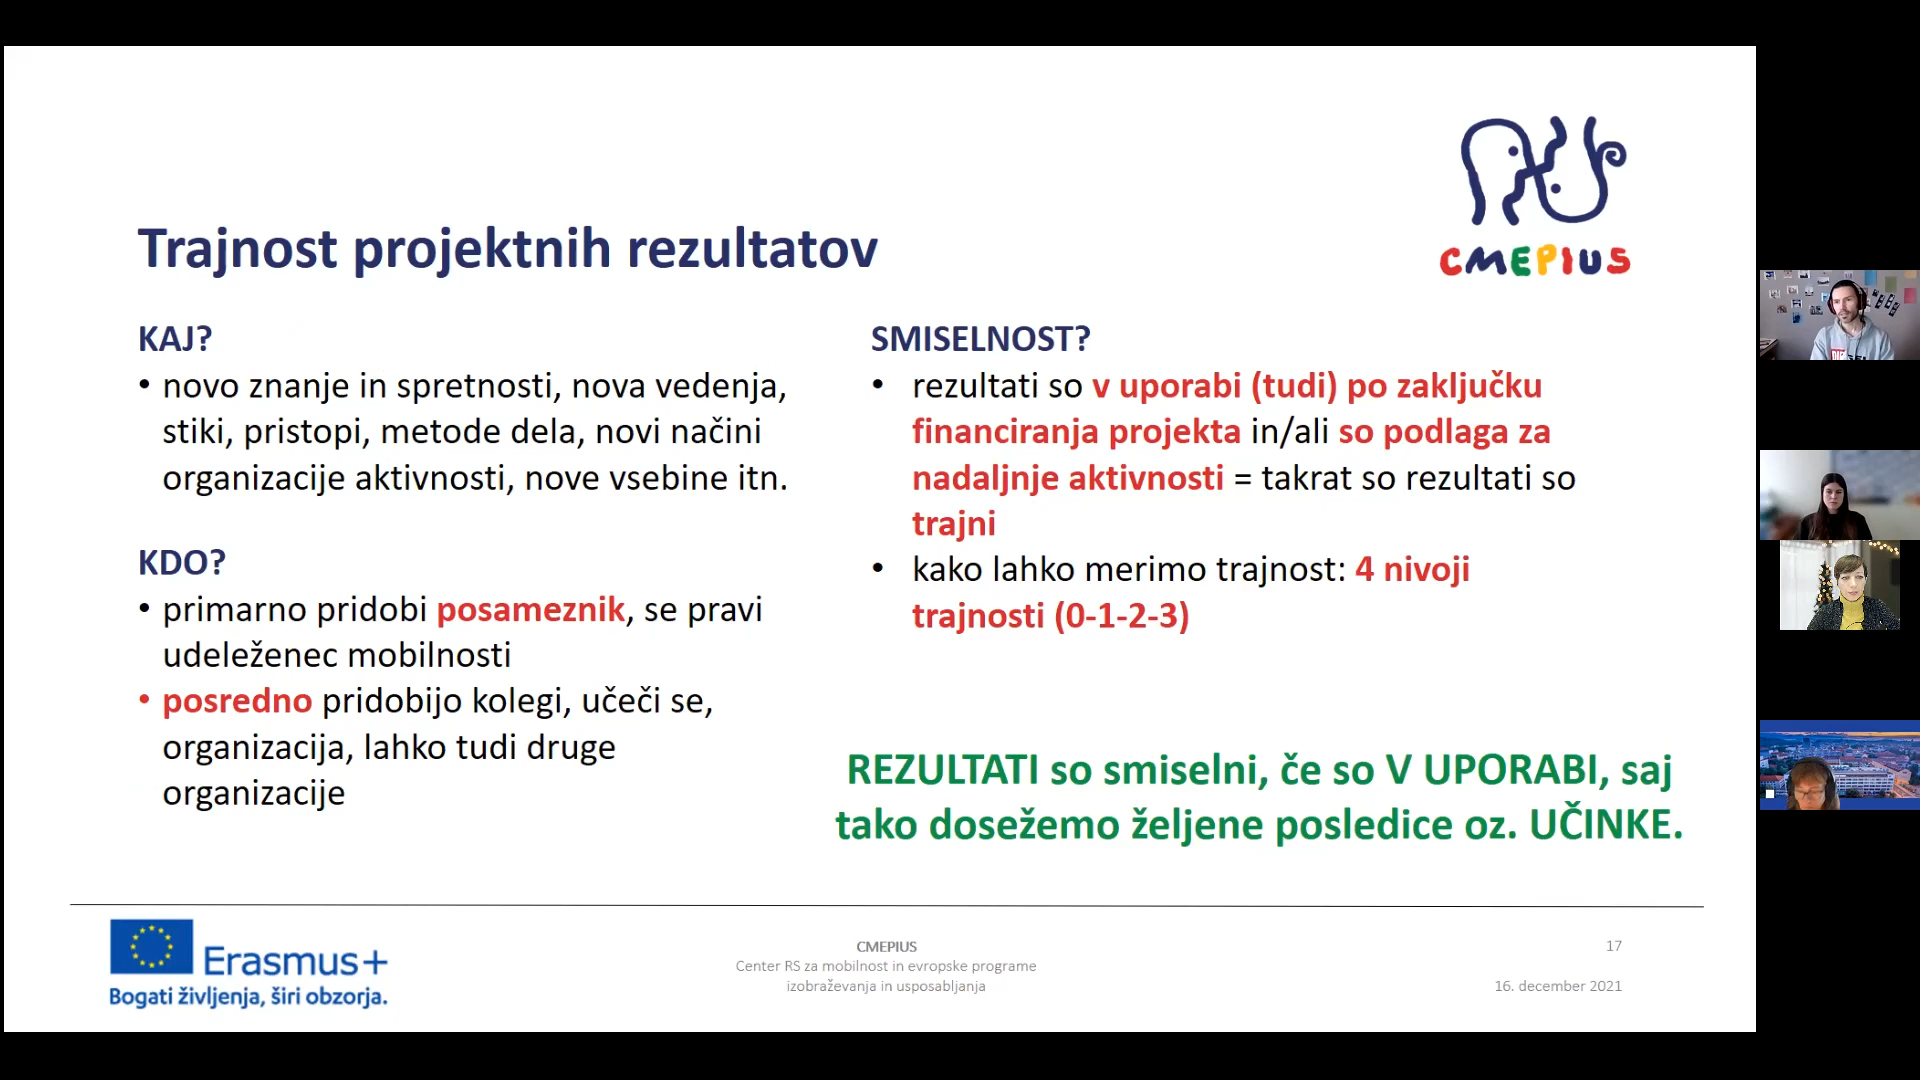 CMEPIUS
Trajnost projektnih rezultatov
KAJ?
• novo znanje in spretnosti, nova vedenja,
stiki, pristopi, metode dela, novi načini
organizacije aktivnosti, nove vsebine itn.
KDO?
• primarno pridobi posameznik, se pravi
udeleženec mobilnosti
• posredno pridobijo kolegi, učeči se,
organizacija, lahko tudi druge
organizacije
SMISELNOST?
• rezultati so v uporabi (tudi) po zaključku
financiranja projekta in/ali so podlaga za
nadaljnje aktivnosti = takrat so rezultati so
trajni
• kako lahko merimo trajnost: 4 nivoji
trajnosti (0-1-2-3)
REZULTATI so smiselni, če so V UPORABI, saj
tako dosežemo željene posledice oz. UČINKE.
Erasmus+
Bogati življenja, širi obzorja.
CMEPIUS
Center RS za mobilnost in evropske programe
izobraževanja in usposabljanja
17
16. december 2021